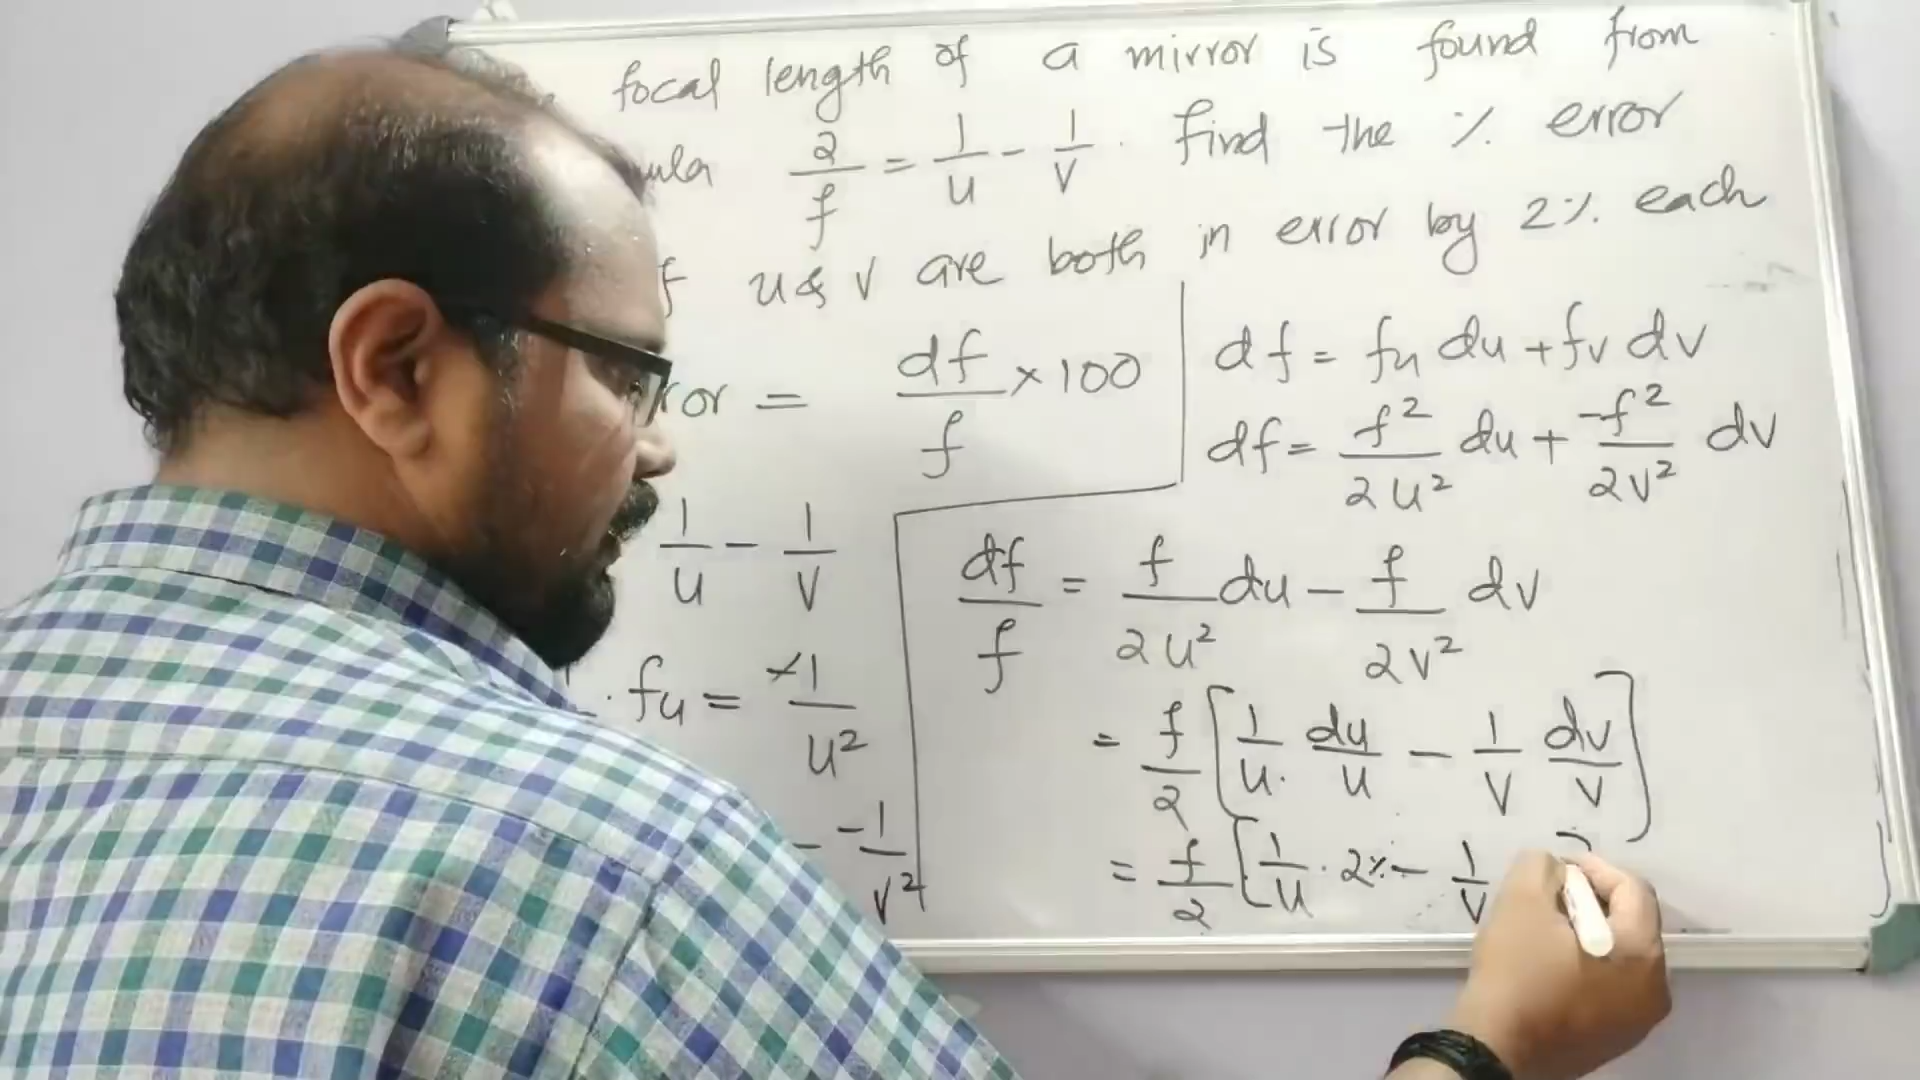 focal length of a mirror is found from
2/f = 1/u - 1/v . find the % error
u & v are both in error by 2% each
= df/f × 100
1/u - 1/v
. fu = -1/u²
- -1/v²
df = fu du + fv dv
df = f²/2u² du + -f²/2v² dv
df/f = f/2u² du - f/2v² dv
= f/2 [ 1/u . du/u - 1/v dv/v ]
= f/2 [ 1/u . 2% - 1/v